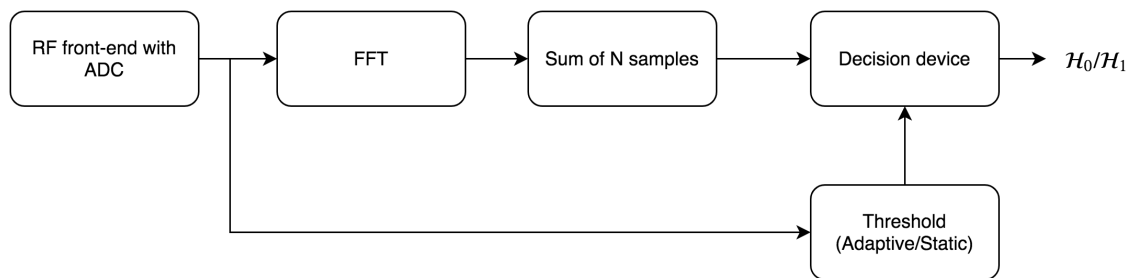 RF front-end with
ADC
FFT
Sum of N samples
Decision device
ℋ₀/ℋ₁
Threshold
(Adaptive/Static)